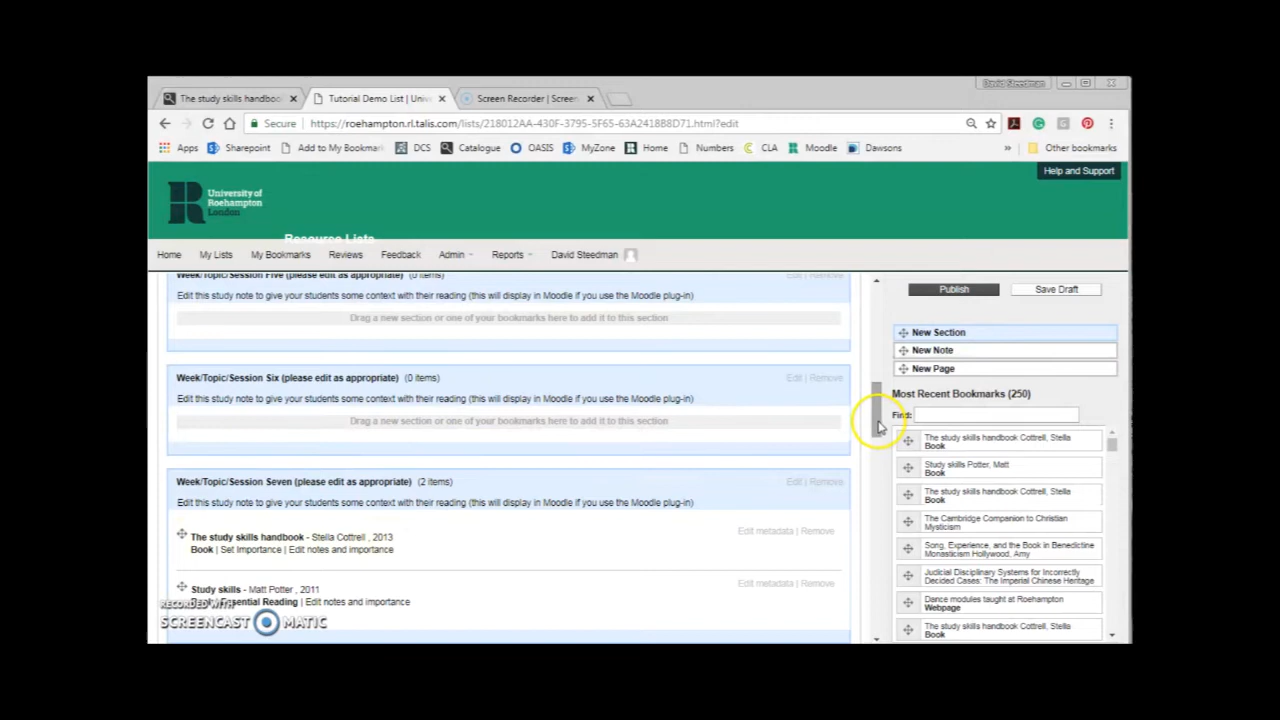 David Steedman
The study skills handboo
Tutorial Demo List | Univ
Screen Recorder | Screen
Secure
https://roehampton.rl.talis.com/lists/218012AA-430F-3795-5F65-63A2418B8D71.html?edit
Apps Sharepoint Add to My Bookmark DCS Catalogue OASIS MyZone Home Numbers CLA Moodle Dawsons » Other bookmarks
Help and Support
University of
Roehampton
London
Resource Lists
Home My Lists My Bookmarks Reviews Feedback Admin Reports David Steedman
Week/Topic/Session Five (please edit as appropriate) (0 items) Edit | Remove
Edit this study note to give your students some context with their reading (this will display in Moodle if you use the Moodle plug-in)
Drag a new section or one of your bookmarks here to add it to this section
Week/Topic/Session Six (please edit as appropriate) (0 items) Edit | Remove
Edit this study note to give your students some context with their reading (this will display in Moodle if you use the Moodle plug-in)
Drag a new section or one of your bookmarks here to add it to this section
Week/Topic/Session Seven (please edit as appropriate) (2 items) Edit | Remove
Edit this study note to give your students some context with their reading (this will display in Moodle if you use the Moodle plug-in)
The study skills handbook - Stella Cottrell , 2013 Edit metadata | Remove
Book | Set Importance | Edit notes and importance
Study skills - Matt Potter , 2011 Edit metadata | Remove
Essential Reading | Edit notes and importance
RECORDED WITH
SCREENCAST MATIC
Publish Save Draft
New Section
New Note
New Page
Most Recent Bookmarks (250)
Find:
The study skills handbook Cottrell, Stella
Book
Study skills Potter, Matt
Book
The study skills handbook Cottrell, Stella
Book
The Cambridge Companion to Christian
Mysticism
Song, Experience, and the Book in Benedictine
Monasticism Hollywood, Amy
Judicial Disciplinary Systems for Incorrectly
Decided Cases: The Imperial Chinese Heritage
Dance modules taught at Roehampton
Webpage
The study skills handbook Cottrell, Stella
Book